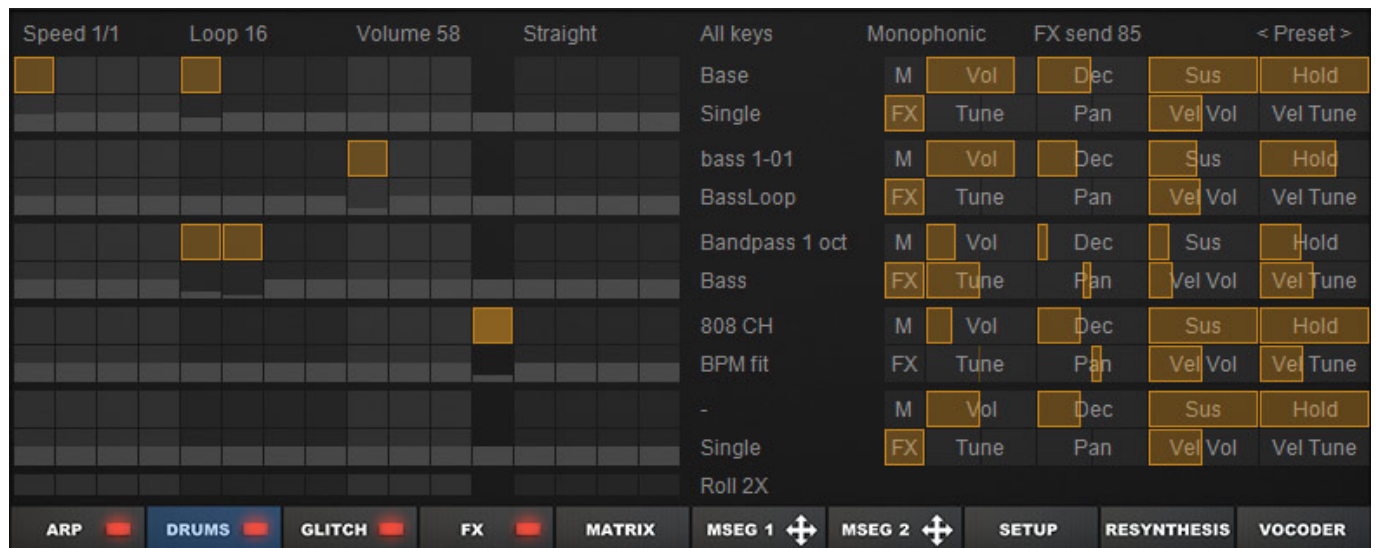 Speed 1/1 Loop 16 Volume 58 Straight All keys Monophonic FX send 85 < Preset >
Base M Vol Dec Sus Hold
Single FX Tune Pan Vel Vol Vel Tune
bass 1-01 M Vol Dec Sus Hold
BassLoop FX Tune Pan Vel Vol Vel Tune
Bandpass 1 oct M Vol Dec Sus Hold
Bass FX Tune Pan Vel Vol Vel Tune
808 CH M Vol Dec Sus Hold
BPM fit FX Tune Pan Vel Vol Vel Tune
- M Vol Dec Sus Hold
Single FX Tune Pan Vel Vol Vel Tune
Roll 2X
ARP DRUMS GLITCH FX MATRIX MSEG 1 MSEG 2 SETUP RESYNTHESIS VOCODER